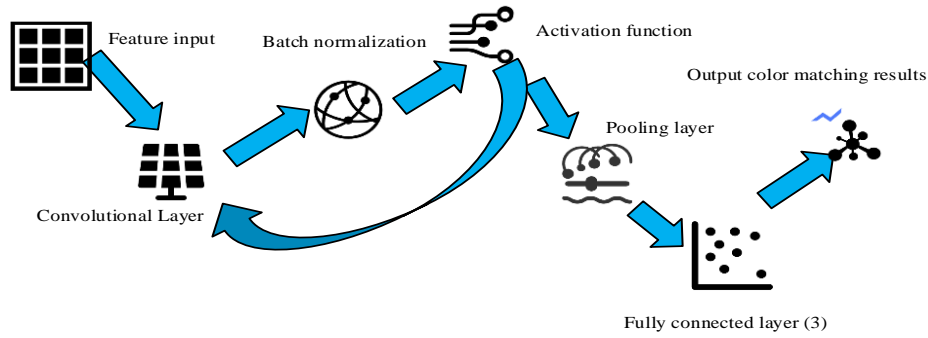 Feature input
Batch normalization
Activation function
Output color matching results
Pooling layer
Convolutional Layer
Fully connected layer (3)